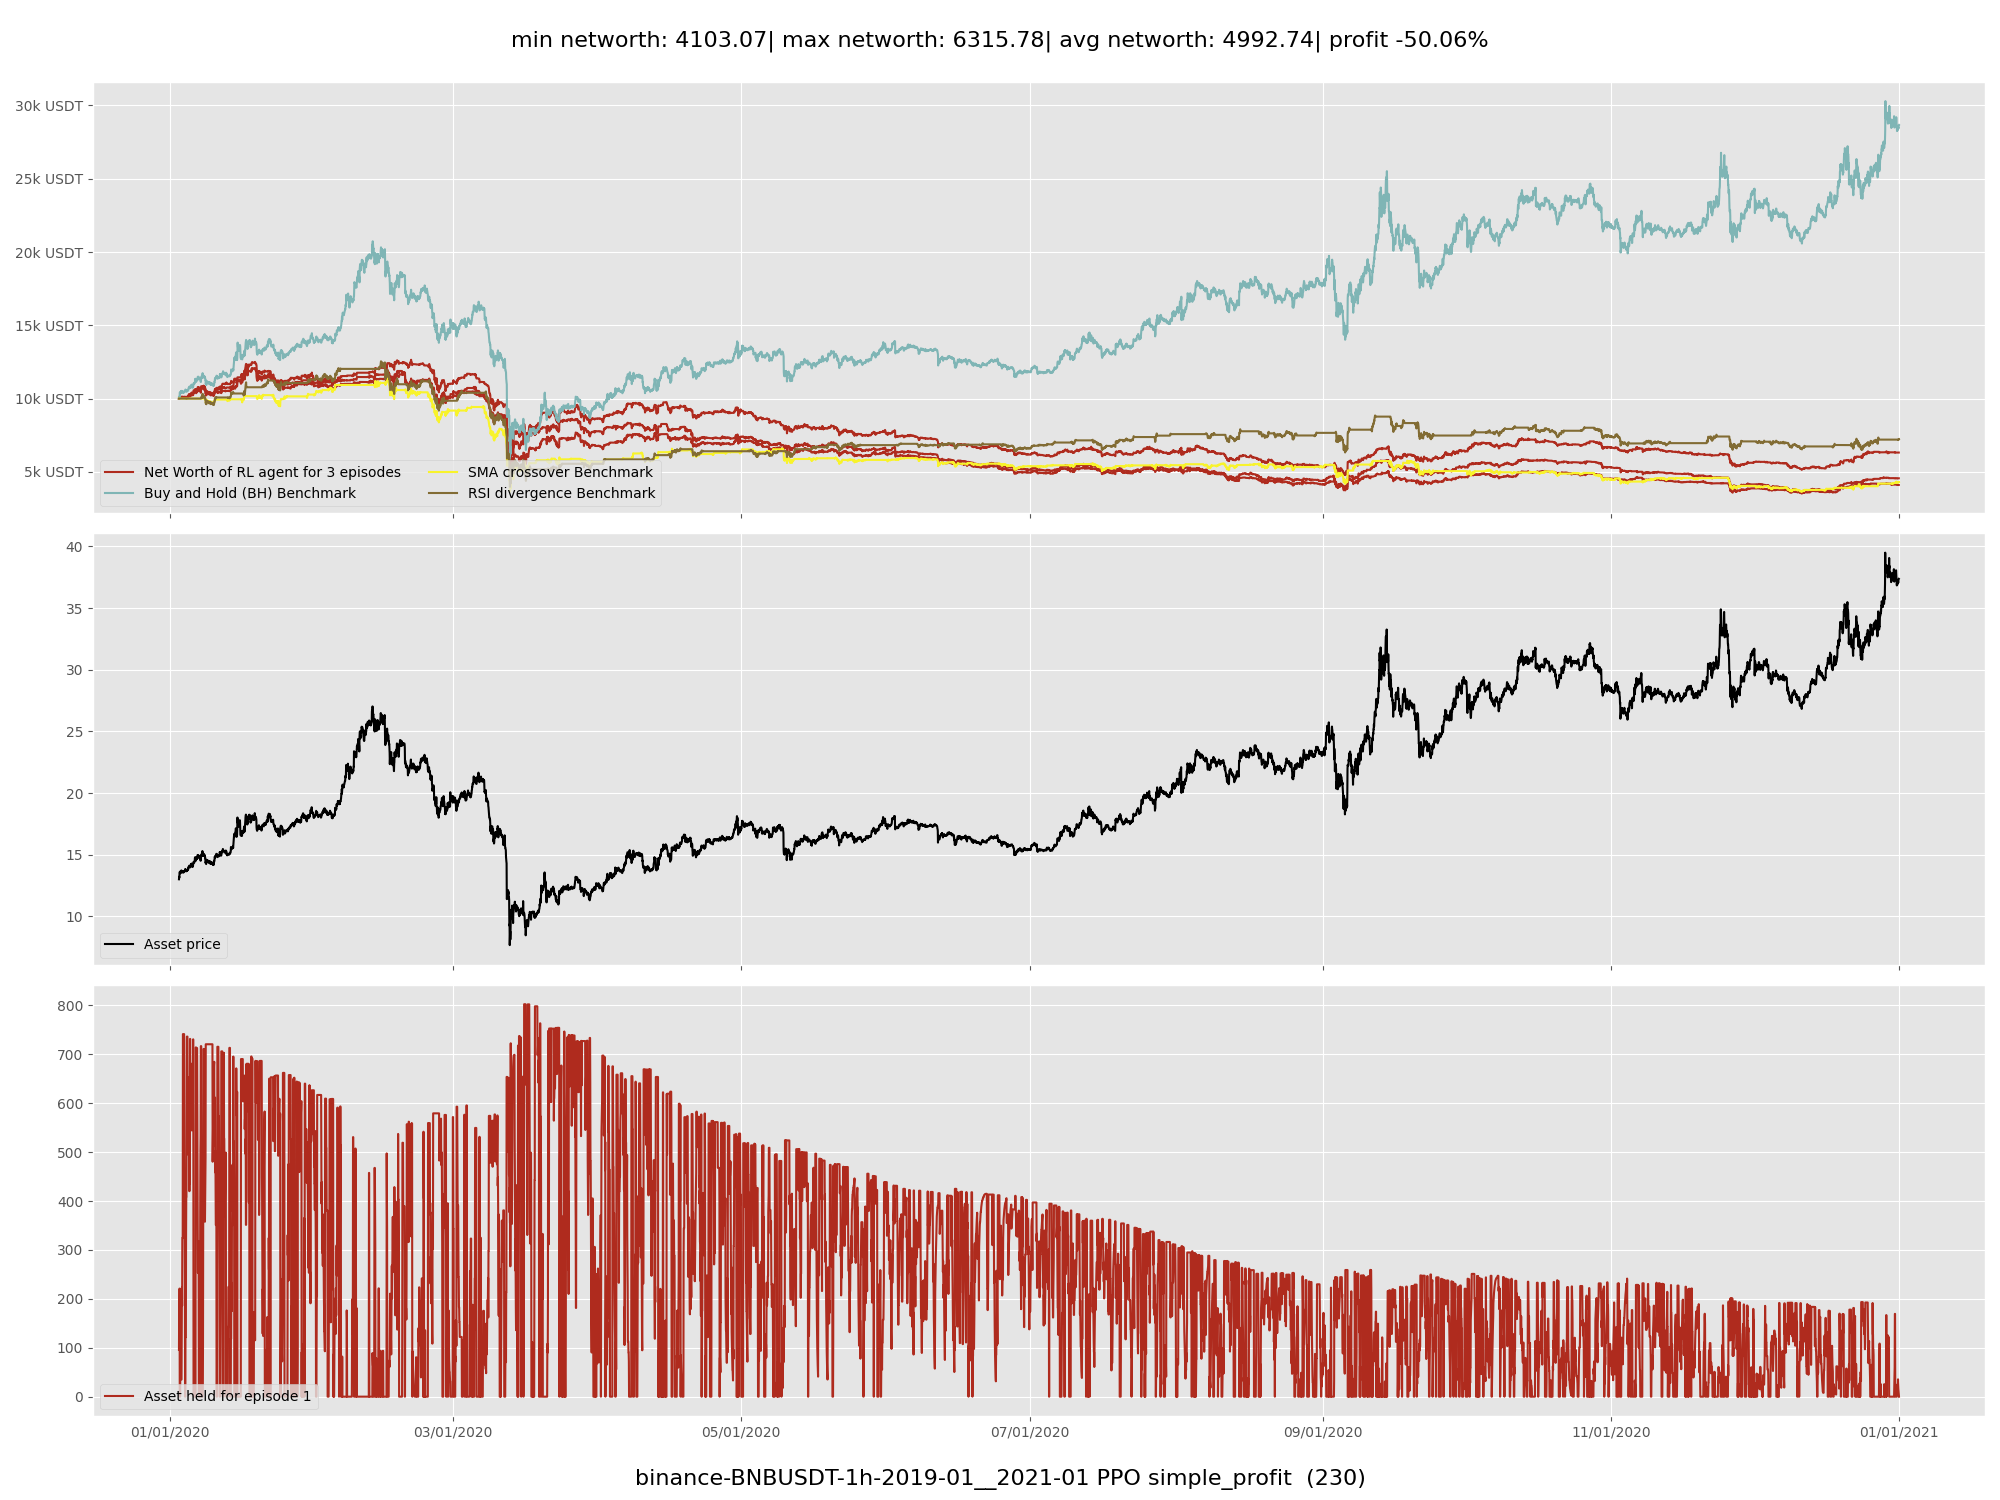 min networth: 4103.07| max networth: 6315.78| avg networth: 4992.74| profit -50.06%
30k USDT
25k USDT
20k USDT
15k USDT
10k USDT
5k USDT
Net Worth of RL agent for 3 episodes
Buy and Hold (BH) Benchmark
SMA crossover Benchmark
RSI divergence Benchmark
40
35
30
25
20
15
10
Asset price
800
700
600
500
400
300
200
100
0
Asset held for episode 1
01/01/2020 03/01/2020 05/01/2020 07/01/2020 09/01/2020 11/01/2020 01/01/2021
binance-BNBUSDT-1h-2019-01__2021-01 PPO simple_profit (230)